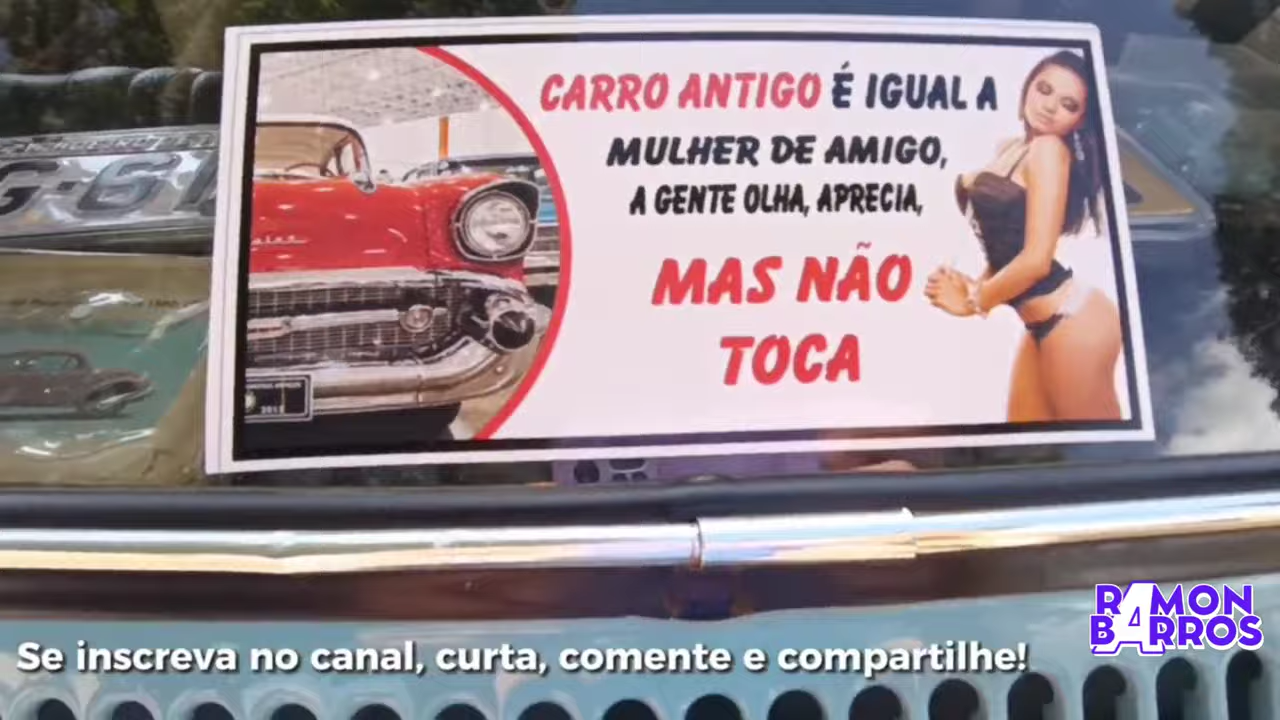 CARRO ANTIGO É IGUAL A
MULHER DE AMIGO,
A GENTE OLHA, APRECIA,
MAS NÃO
TOCA
RAMON
BARROS
Se inscreva no canal, curta, comente e compartilhe!